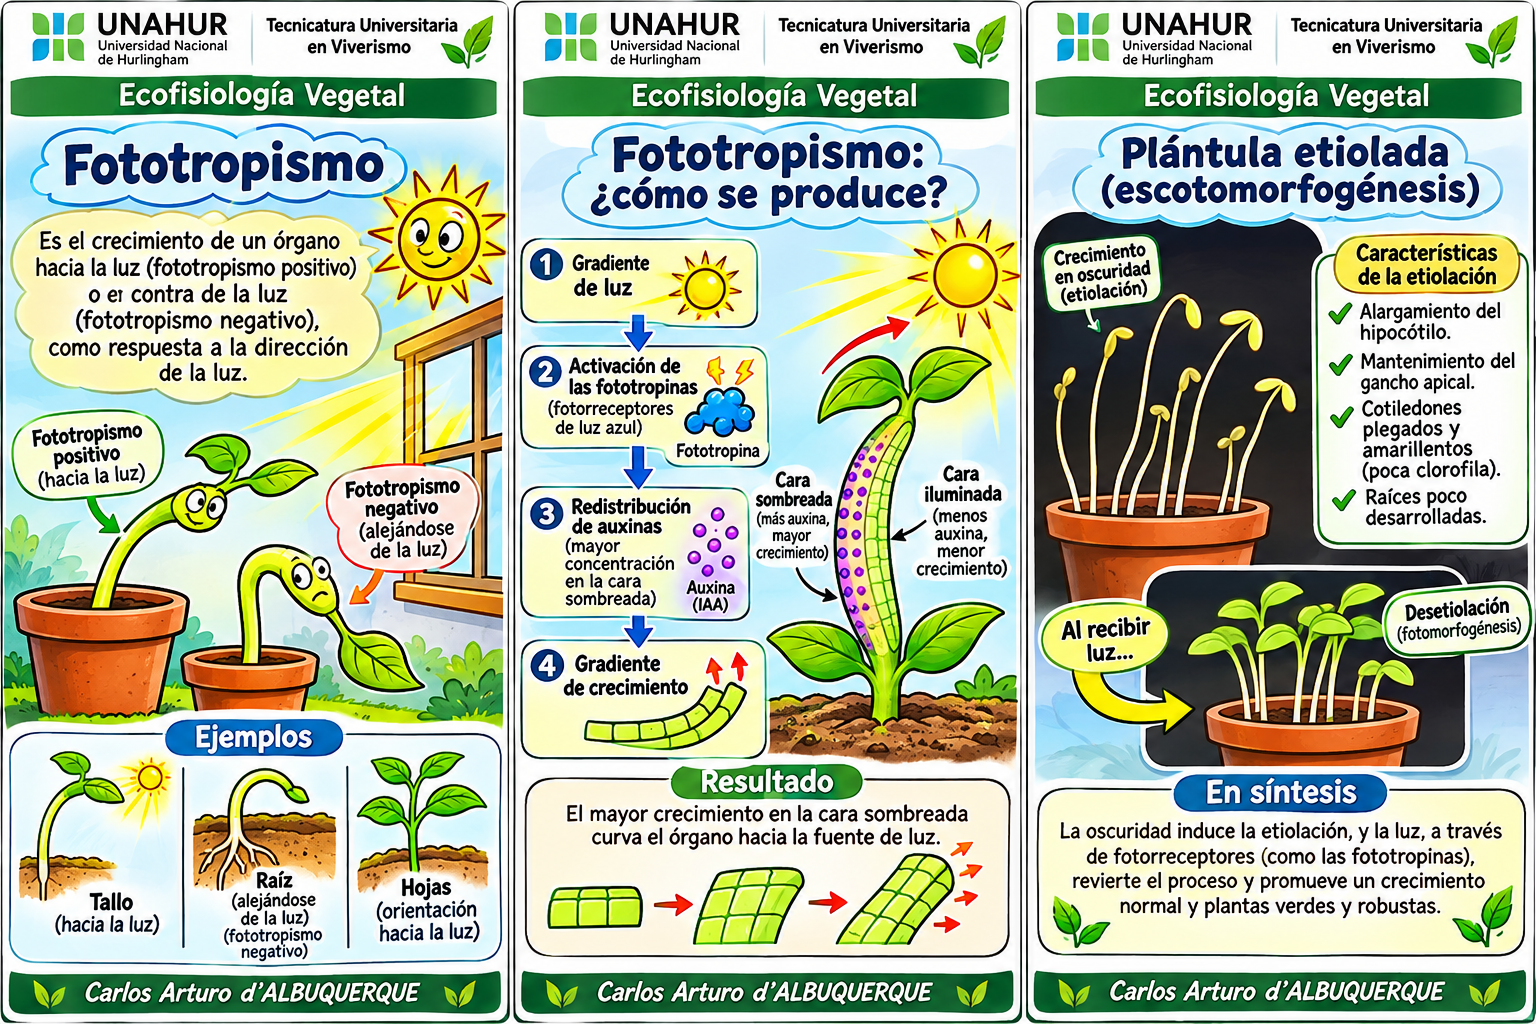 UNAHUR
Universidad Nacional
de Hurlingham
Tecnicatura Universitaria
en Viverismo
Ecofisiología Vegetal
Fototropismo
Es el crecimiento de un órgano
hacia la luz (fototropismo positivo)
o en contra de la luz
(fototropismo negativo),
como respuesta a la dirección
de la luz.
Fototropismo
positivo
(hacia la luz)
Fototropismo
negativo
(alejándose
de la luz)
Ejemplos
Tallo
(hacia la luz)
Raíz
(alejándose
de la luz)
(fototropismo
negativo)
Hojas
(orientación
hacia la luz)
Carlos Arturo d'ALBUQUERQUE
UNAHUR
Universidad Nacional
de Hurlingham
Tecnicatura Universitaria
en Viverismo
Ecofisiología Vegetal
Fototropismo:
¿cómo se produce?
1 Gradiente
de luz
2 Activación de
las fototropinas
(fotorreceptores
de luz azul)
Fototropina
3 Redistribución
de auxinas
(mayor
concentración
en la cara
sombreada)
Auxina
(IAA)
4 Gradiente
de crecimiento
Cara
sombreada
(más auxina,
mayor
crecimiento)
Cara
iluminada
(menos
auxina,
menor
crecimiento)
Resultado
El mayor crecimiento en la cara sombreada
curva el órgano hacia la fuente de luz.
Carlos Arturo d'ALBUQUERQUE
UNAHUR
Universidad Nacional
de Hurlingham
Tecnicatura Universitaria
en Viverismo
Ecofisiología Vegetal
Plántula etiolada
(escotomorfogénesis)
Crecimiento
en oscuridad
(etiolación)
Características
de la etiolación
Alargamiento del
hipocótilo.
Mantenimiento del
gancho apical.
Cotiledones
plegados y
amarillentos
(poca clorofila).
Raíces poco
desarrolladas.
Al recibir
luz...
Desetiolación
(fotomorfogénesis)
En síntesis
La oscuridad induce la etiolación, y la luz, a través
de fotorreceptores (como las fototropinas),
revierte el proceso y promueve un crecimiento
normal y plantas verdes y robustas.
Carlos Arturo d'ALBUQUERQUE